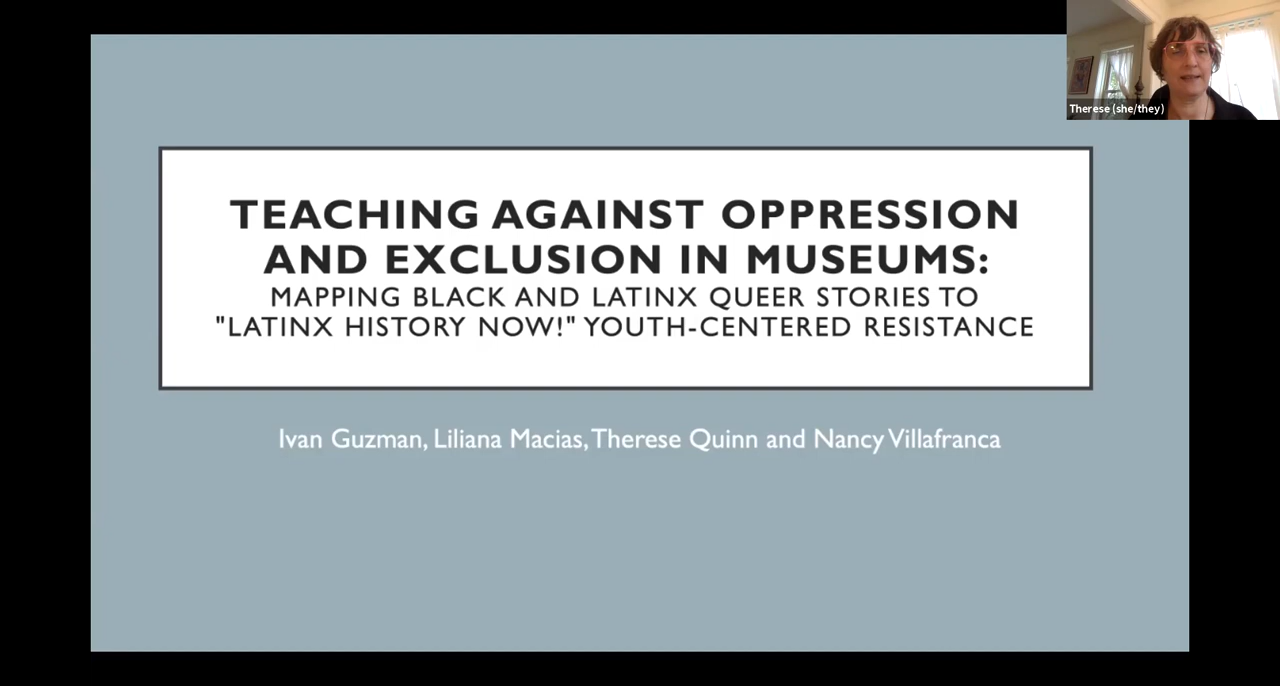 Therese (she/they)
TEACHING AGAINST OPPRESSION
AND EXCLUSION IN MUSEUMS:
MAPPING BLACK AND LATINX QUEER STORIES TO
"LATINX HISTORY NOW!" YOUTH-CENTERED RESISTANCE
Ivan Guzman, Liliana Macias, Therese Quinn and Nancy Villafranca